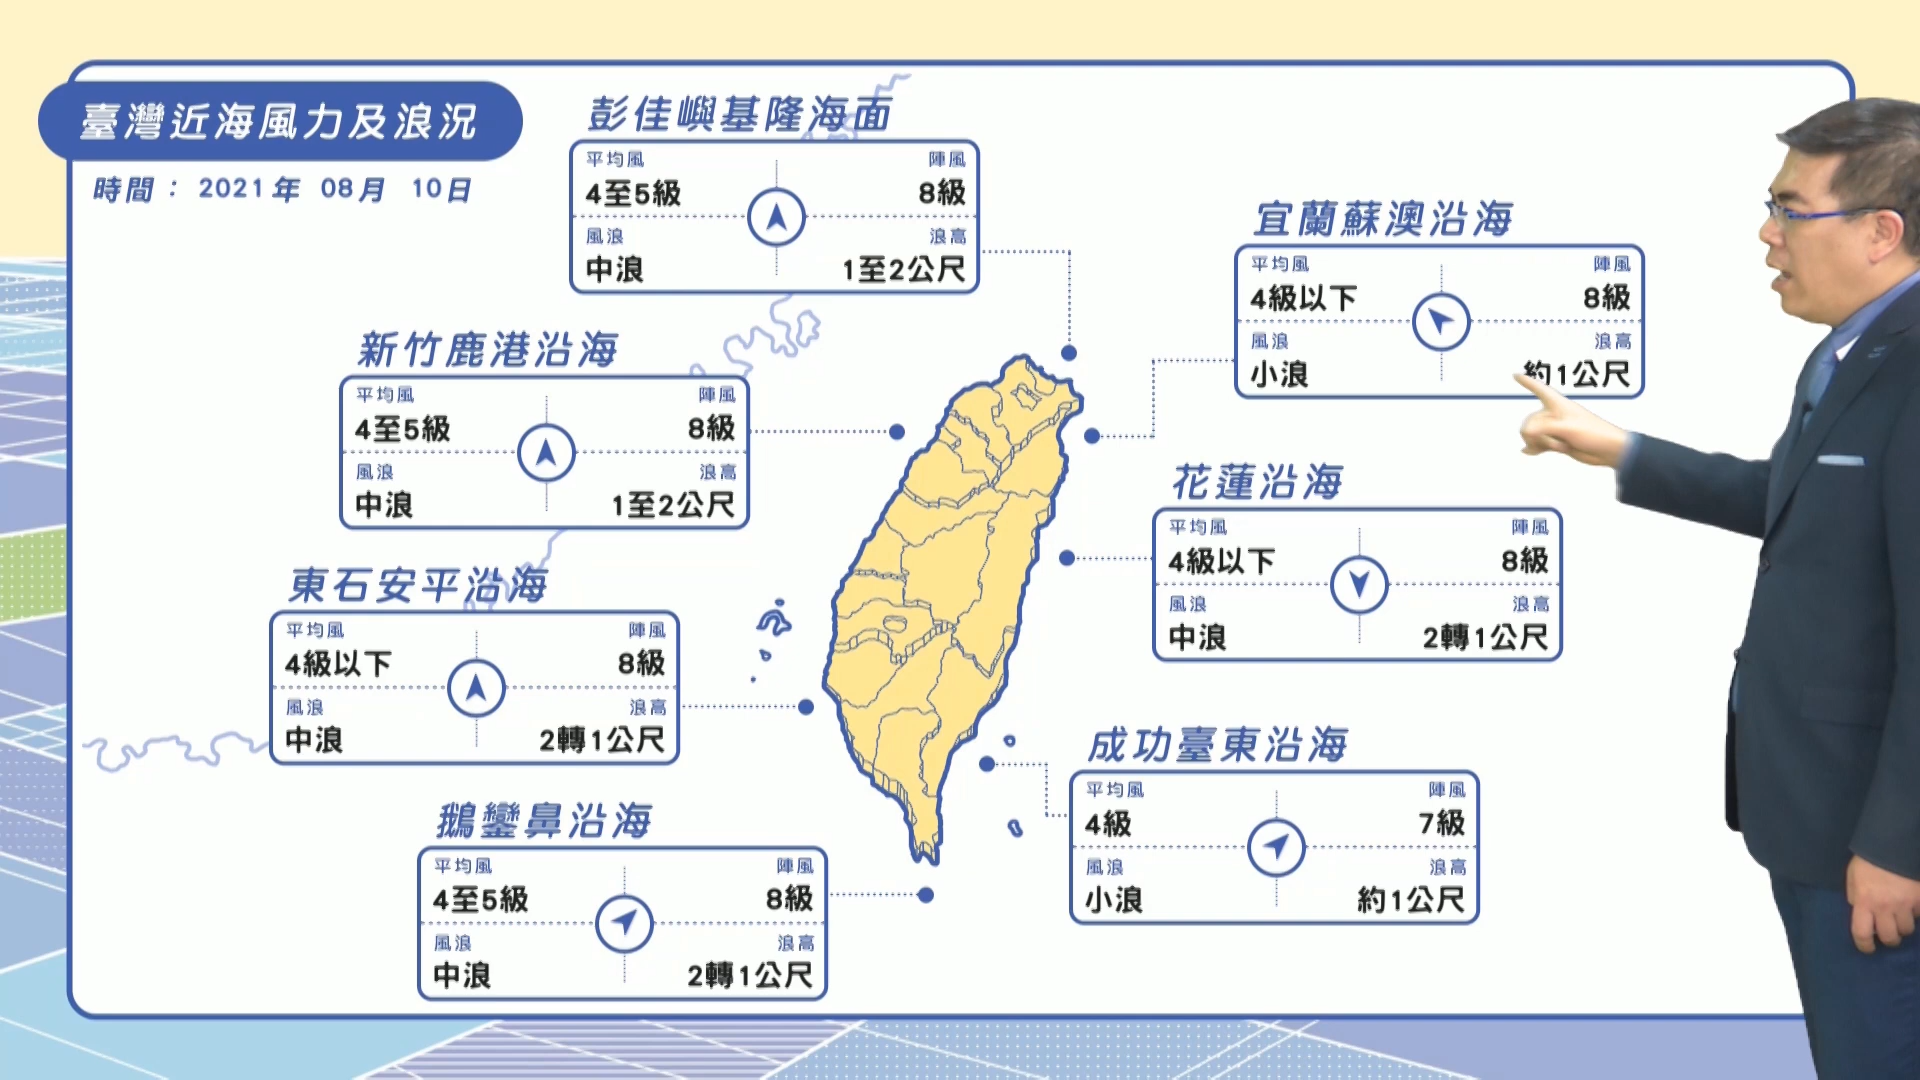 臺灣近海風力及浪況
時間： 2021年 08月 10日
彭佳嶼基隆海面
平均風 陣風
4至5級 8級
風浪 浪高
中浪 1至2公尺
宜蘭蘇澳沿海
平均風 陣風
4級以下 8級
風浪 浪高
小浪 約1公尺
新竹鹿港沿海
平均風 陣風
4至5級 8級
風浪 浪高
中浪 1至2公尺
花蓮沿海
平均風 陣風
4級以下 8級
風浪 浪高
中浪 2轉1公尺
東石安平沿海
平均風 陣風
4級以下 8級
風浪 浪高
中浪 2轉1公尺
成功臺東沿海
平均風 陣風
4級 7級
風浪 浪高
小浪 約1公尺
鵝鑾鼻沿海
平均風 陣風
4至5級 8級
風浪 浪高
中浪 2轉1公尺